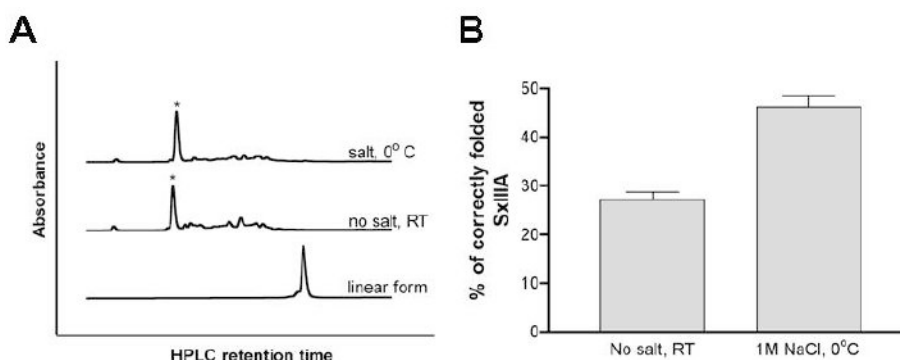 A
*
salt, 0° C
*
no salt, RT
linear form
Absorbance
HPLC retention time
B
50
40
30
20
10
0
% of correctly folded
SxIIIA
No salt, RT
1M NaCl, 0°C